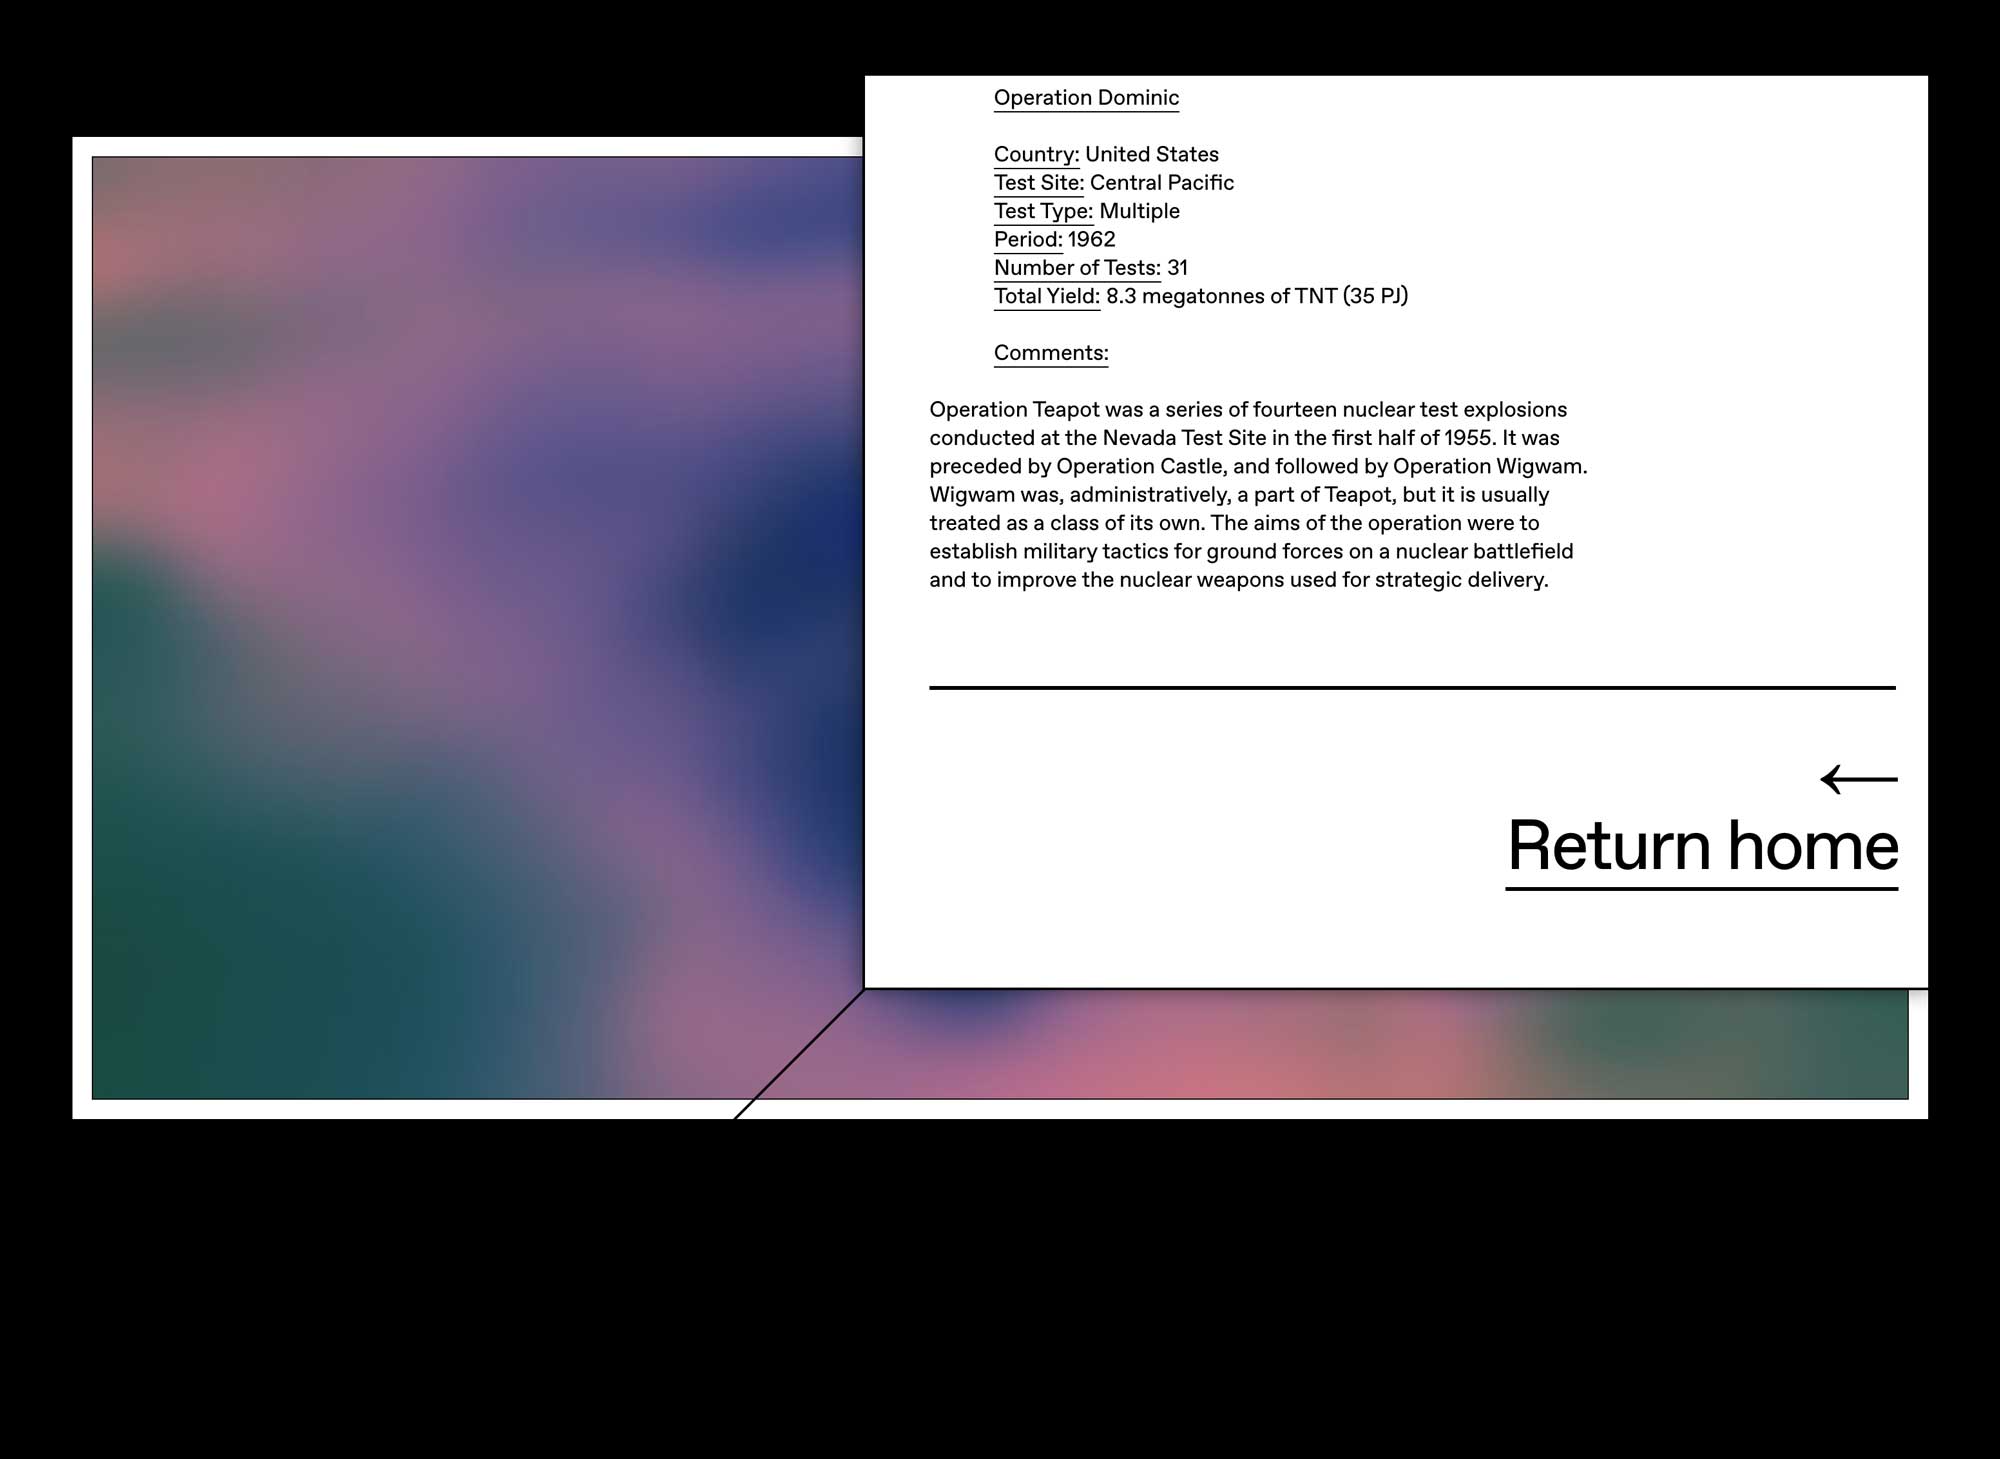 Operation Dominic
Country: United States
Test Site: Central Pacific
Test Type: Multiple
Period: 1962
Number of Tests: 31
Total Yield: 8.3 megatonnes of TNT (35 PJ)
Comments:
Operation Teapot was a series of fourteen nuclear test explosions
conducted at the Nevada Test Site in the first half of 1955. It was
preceded by Operation Castle, and followed by Operation Wigwam.
Wigwam was, administratively, a part of Teapot, but it is usually
treated as a class of its own. The aims of the operation were to
establish military tactics for ground forces on a nuclear battlefield
and to improve the nuclear weapons used for strategic delivery.
←
Return home